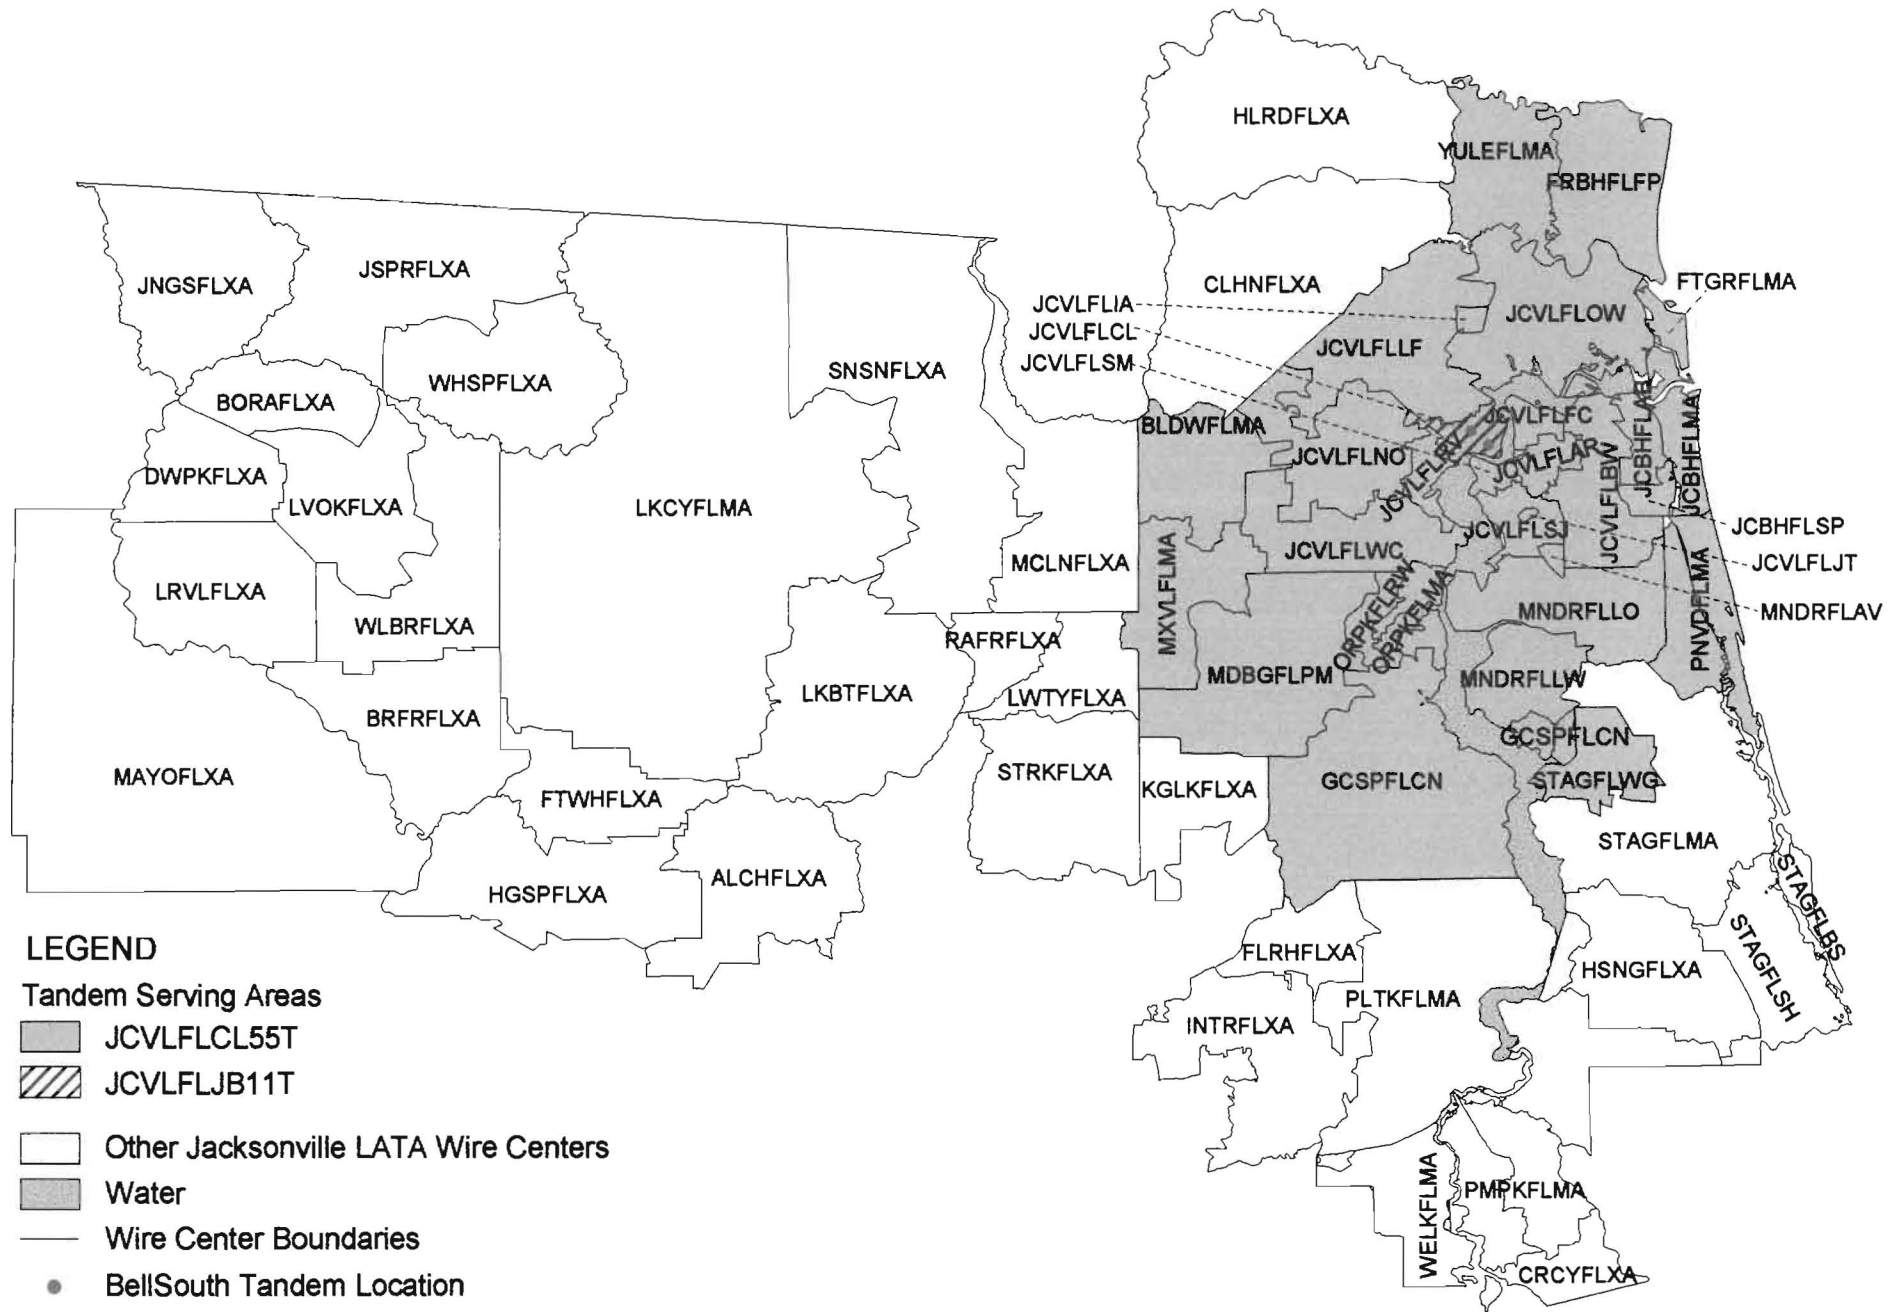 HLRDFLXA
YULEFLMA
FRBHFLFP
JNGSFLXA
JSPRFLXA
CLHNFLXA
FTGRFLMA
JCVLFLIA
JCVLFLOW
JCVLFLCL
JCVLFLLF
JCVLFLSM
SNSNFLXA
WHSPFLXA
BORAFLXA
BLDWFLMA
JCVLFLFC
JCBHFLAB
JCBHFLMA
JCVLFLNO
JCVLFLRV
JCVLFLAR
JCVLFLBW
DWPKFLXA
LVOKFLXA
LKCYFLMA
JCBHFLSP
JCVLFLSJ
JCVLFLWC
MCLNFLXA
JCVLFLJT
MXVLFLMA
LRVLFLXA
MNDRFLLO
MNDRFLAV
WLBRFLXA
RAFRFLXA
ORPKFLRW
ORPKFLMA
PNVDFLMA
MDBGFLPM
MNDRFLLW
LKBTFLXA
LWTYFLXA
BRFRFLXA
GCSPFLCN
MAYOFLXA
STRKFLXA
KGLKFLXA
GCSPFLCN
STAGFLWG
FTWHFLXA
STAGFLMA
ALCHFLXA
HGSPFLXA
STAGFLBS
STAGFLSH
FLRHFLXA
HSNGFLXA
PLTKFLMA
INTRFLXA
WELKFLMA
PMPKFLMA
CRCYFLXA
LEGEND
Tandem Serving Areas
JCVLFLCL55T
JCVLFLJB11T
Other Jacksonville LATA Wire Centers
Water
Wire Center Boundaries
BellSouth Tandem Location